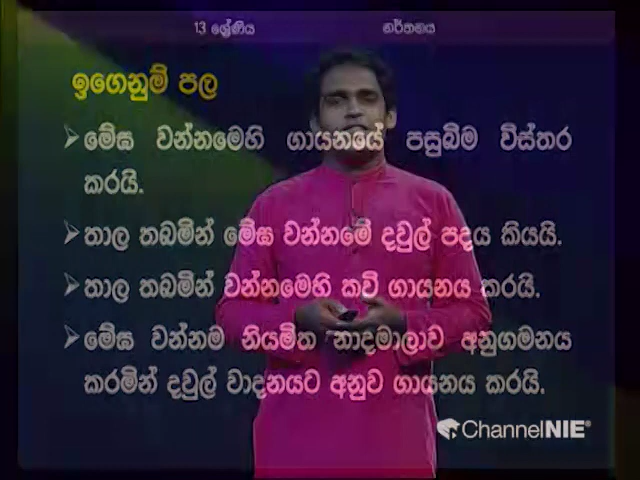 13 ශ්‍රේණිය නර්තනය
ඉගෙනුම් පල
➢ මේඝ වන්නමෙහි ගායනයේ පසුබිම විස්තර
කරයි.
➢ තාල තබමින් මේඝ වන්නමේ දවුල් පදය කියයි.
➢ තාල තබමින් වන්නමෙහි කවි ගායනය කරයි.
➢ මේඝ වන්නම නියමිත නාදමාලාව අනුගමනය
කරමින් දවුල් වාදනයට අනුව ගායනය කරයි.
ChannelNIE®